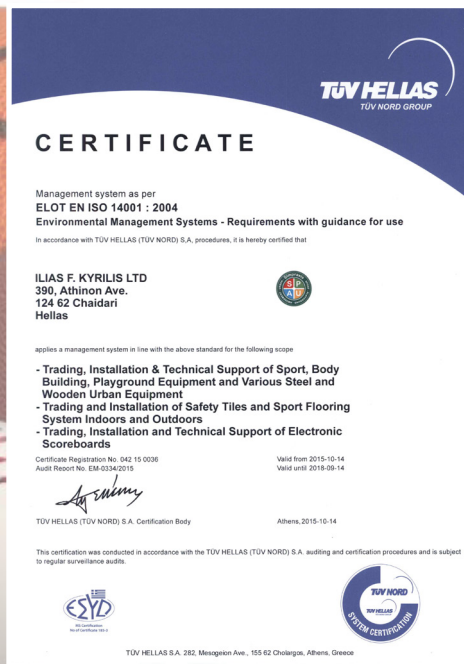 TÜV HELLAS
TÜV NORD GROUP
CERTIFICATE
Management system as per
ELOT EN ISO 14001 : 2004
Environmental Management Systems - Requirements with guidance for use
In accordance with TÜV HELLAS (TÜV NORD) S,A, procedures, it is hereby certified that
ILIAS F. KYRILIS LTD
390, Athinon Ave.
124 62 Chaidari
Hellas
S P
A U
applies a management system in line with the above standard for the following scope
- Trading, Installation & Technical Support of Sport, Body
Building, Playground Equipment and Various Steel and
Wooden Urban Equipment
- Trading and Installation of Safety Tiles and Sport Flooring
System Indoors and Outdoors
- Trading, Installation and Technical Support of Electronic
Scoreboards
Certificate Registration No. 042 15 0036
Audit Report No. EM-0334/2015
Valid from 2015-10-14
Valid until 2018-09-14
TÜV HELLAS (TÜV NORD) S.A. Certification Body
Athens, 2015-10-14
This certification was conducted in accordance with the TÜV HELLAS (TÜV NORD) S.A. auditing and certification procedures and is subject
to regular surveillance audits.
ΕΣΥD
TÜV NORD
TÜV HELLAS
SYSTEM CERTIFICATION
TÜV HELLAS S.A. 282, Mesogeion Ave., 155 62 Cholargos, Athens, Greece